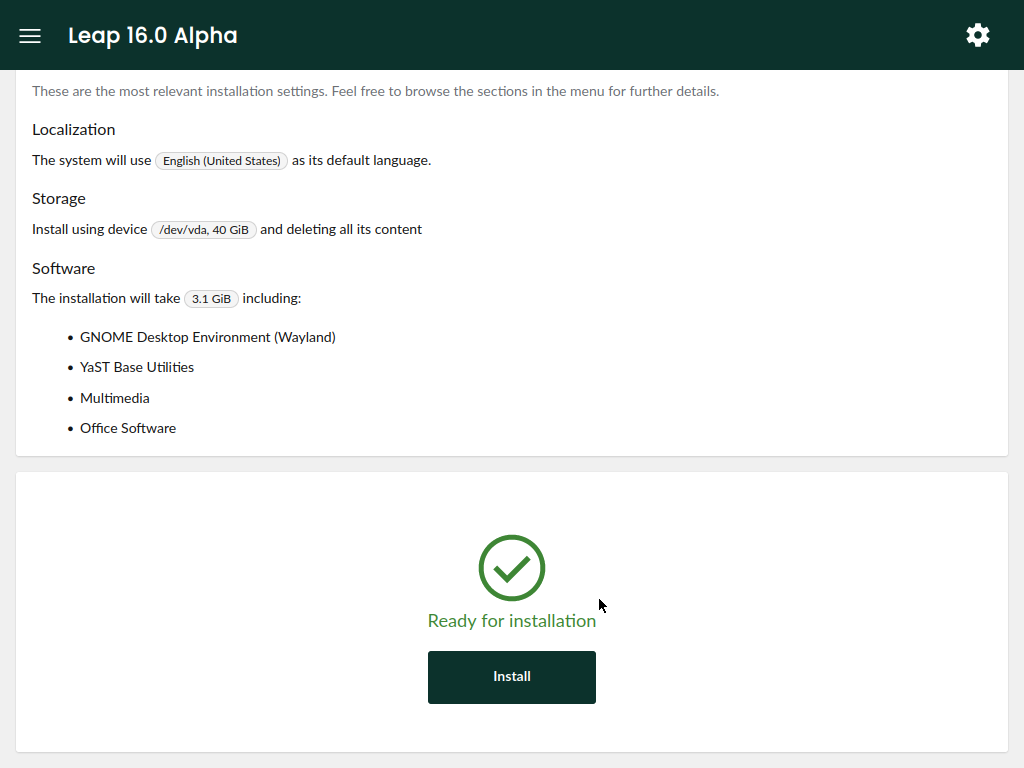 Leap 16.0 Alpha
These are the most relevant installation settings. Feel free to browse the sections in the menu for further details.
Localization
The system will use English (United States) as its default language.
Storage
Install using device /dev/vda, 40 GiB and deleting all its content
Software
The installation will take 3.1 GiB including:
• GNOME Desktop Environment (Wayland)
• YaST Base Utilities
• Multimedia
• Office Software
Ready for installation
Install